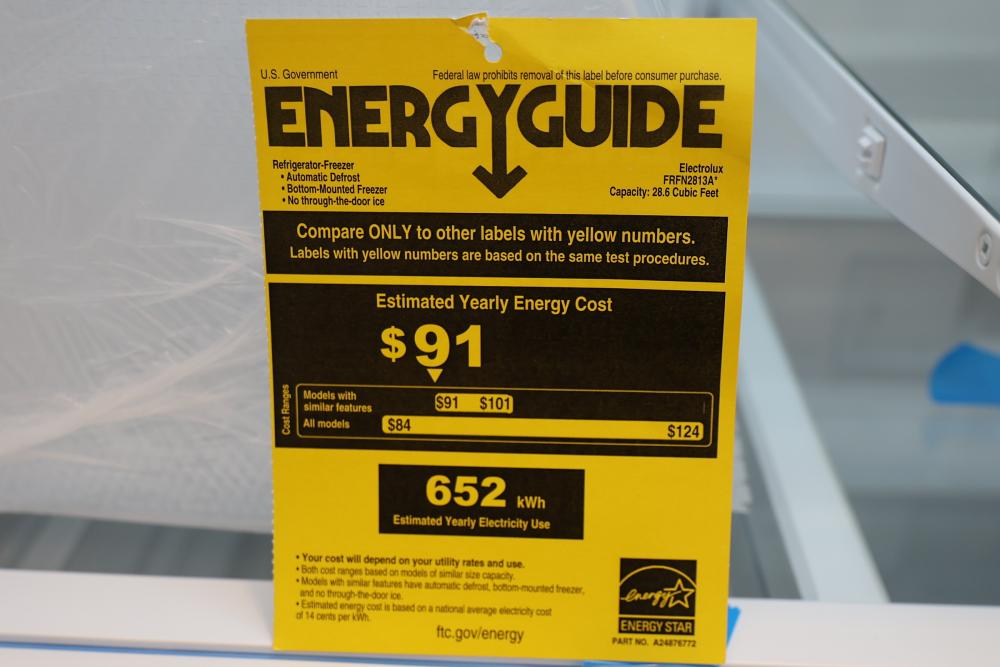 U.S. Government
Federal law prohibits removal of this label before consumer purchase.
ENERGYGUIDE
Refrigerator-Freezer
• Automatic Defrost
• Bottom-Mounted Freezer
• No through-the-door ice
Electrolux
FRFN2813A*
Capacity: 28.6 Cubic Feet
Compare ONLY to other labels with yellow numbers.
Labels with yellow numbers are based on the same test procedures.
Estimated Yearly Energy Cost
$91
Cost Ranges
Models with
similar features
$91 $101
All models
$84 $124
652 kWh
Estimated Yearly Electricity Use
• Your cost will depend on your utility rates and use.
• Both cost ranges based on models of similar size capacity.
• Models with similar features have automatic defrost, bottom-mounted freezer,
and no through-the-door ice.
• Estimated energy cost is based on a national average electricity cost
of 14 cents per kWh.
ftc.gov/energy
energy
ENERGY STAR
PART NO. A24876772